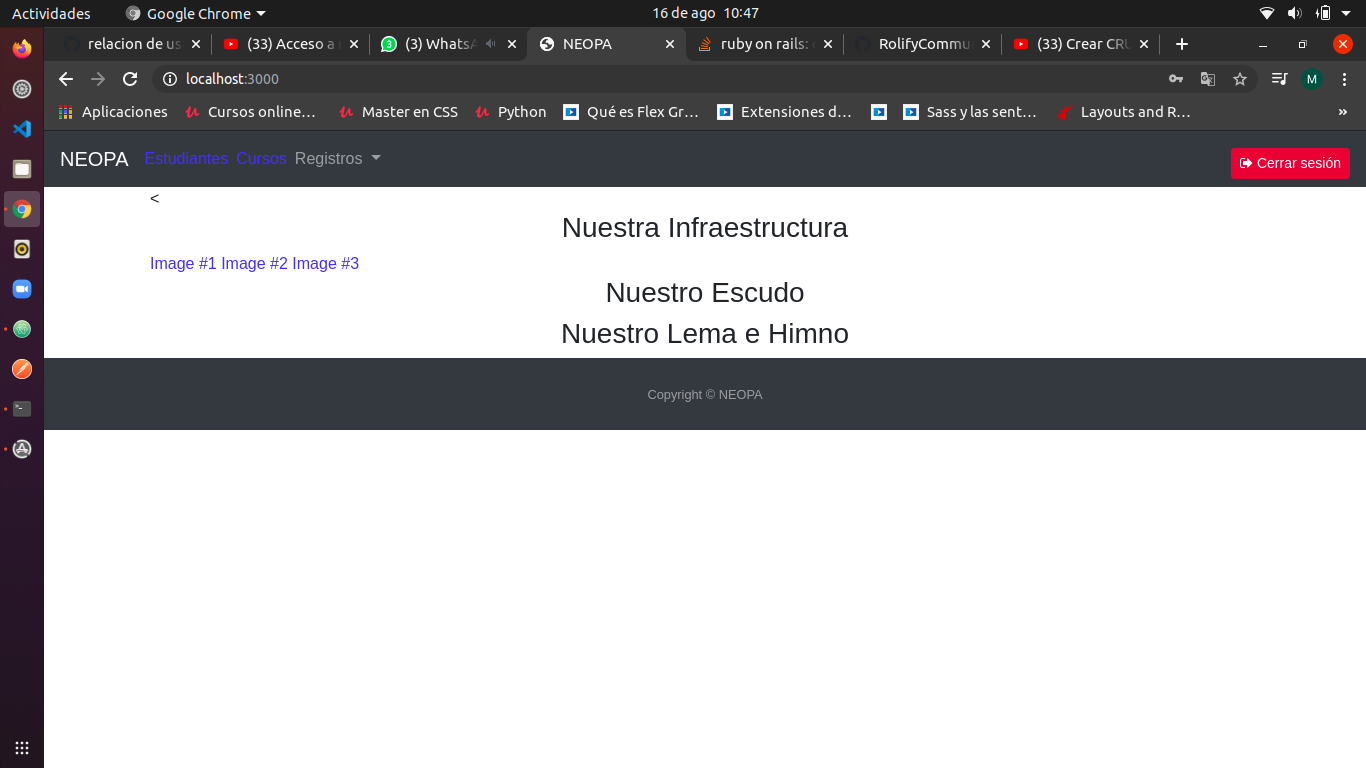 Actividades Google Chrome 16 de ago 10:47
relacion de us (33) Acceso a (3) WhatsA NEOPA ruby on rails: RolifyCommu (33) Crear CRU
localhost:3000 M
Aplicaciones Cursos online… Master en CSS Python Qué es Flex Gr… Extensiones d… Sass y las sent… Layouts and R… »
NEOPA Estudiantes Cursos Registros Cerrar sesión
<
Nuestra Infraestructura
Image #1 Image #2 Image #3
Nuestro Escudo
Nuestro Lema e Himno
Copyright © NEOPA